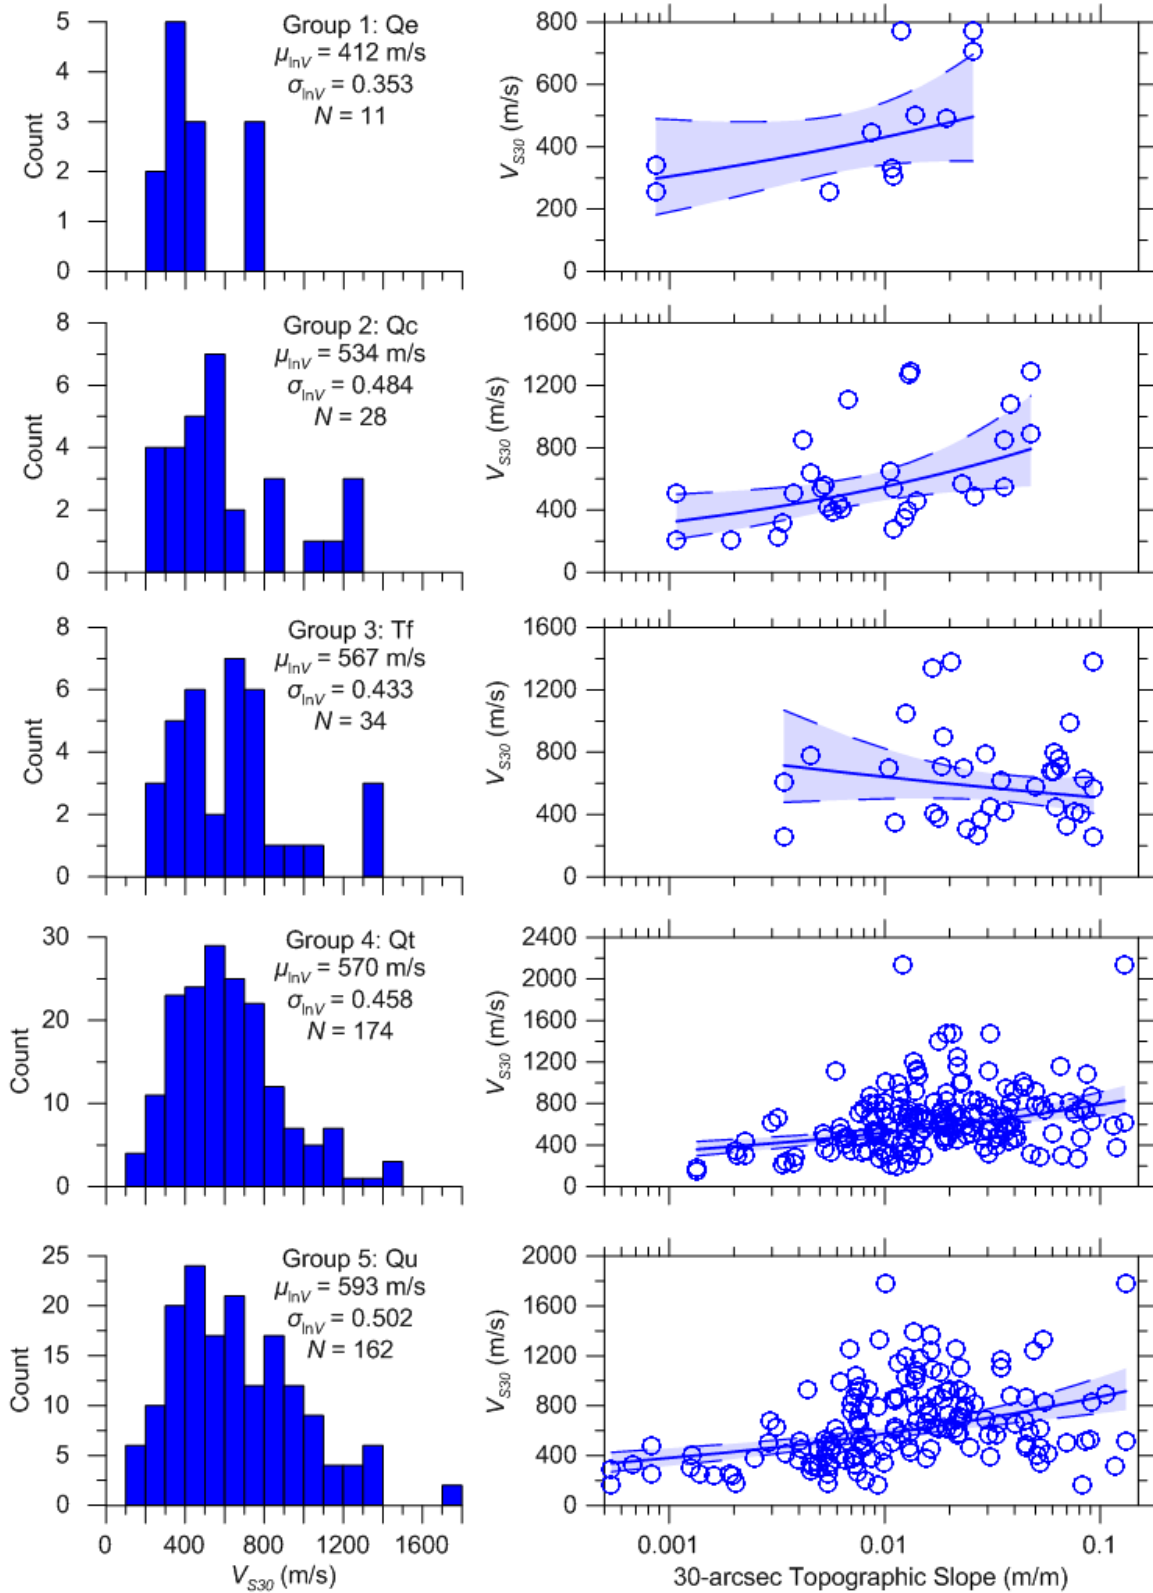 Group 1: Qe
μlnV = 412 m/s
σlnV = 0.353
N = 11
Count
5
4
3
2
1
0
VS30 (m/s)
800
600
400
200
0
Group 2: Qc
μlnV = 534 m/s
σlnV = 0.484
N = 28
Count
8
6
4
2
0
VS30 (m/s)
1600
1200
800
400
0
Group 3: Tf
μlnV = 567 m/s
σlnV = 0.433
N = 34
Count
8
6
4
2
0
VS30 (m/s)
1600
1200
800
400
0
Group 4: Qt
μlnV = 570 m/s
σlnV = 0.458
N = 174
Count
30
20
10
0
VS30 (m/s)
2400
2000
1600
1200
800
400
0
Group 5: Qu
μlnV = 593 m/s
σlnV = 0.502
N = 162
Count
25
20
15
10
5
0
0 400 800 1200 1600
VS30 (m/s)
VS30 (m/s)
2000
1600
1200
800
400
0
0.001 0.01 0.1
30-arcsec Topographic Slope (m/m)